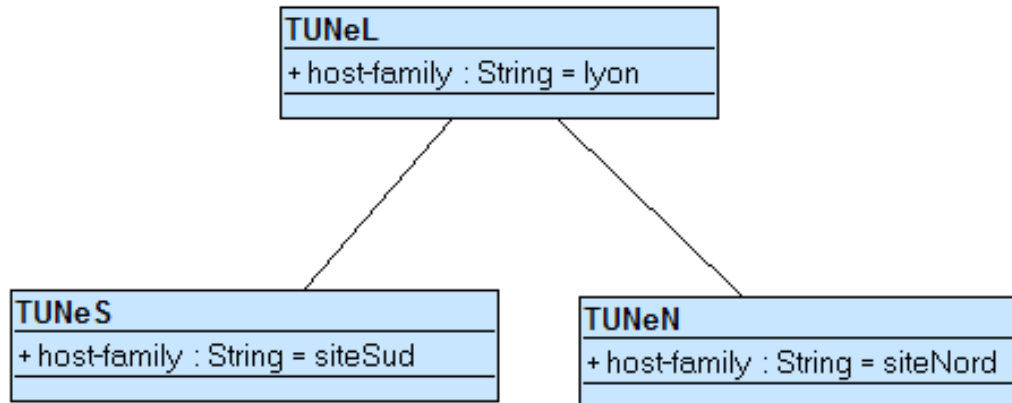 TUNeL
+ host-family : String = lyon
TUNeS
+ host-family : String = siteSud
TUNeN
+ host-family : String = siteNord